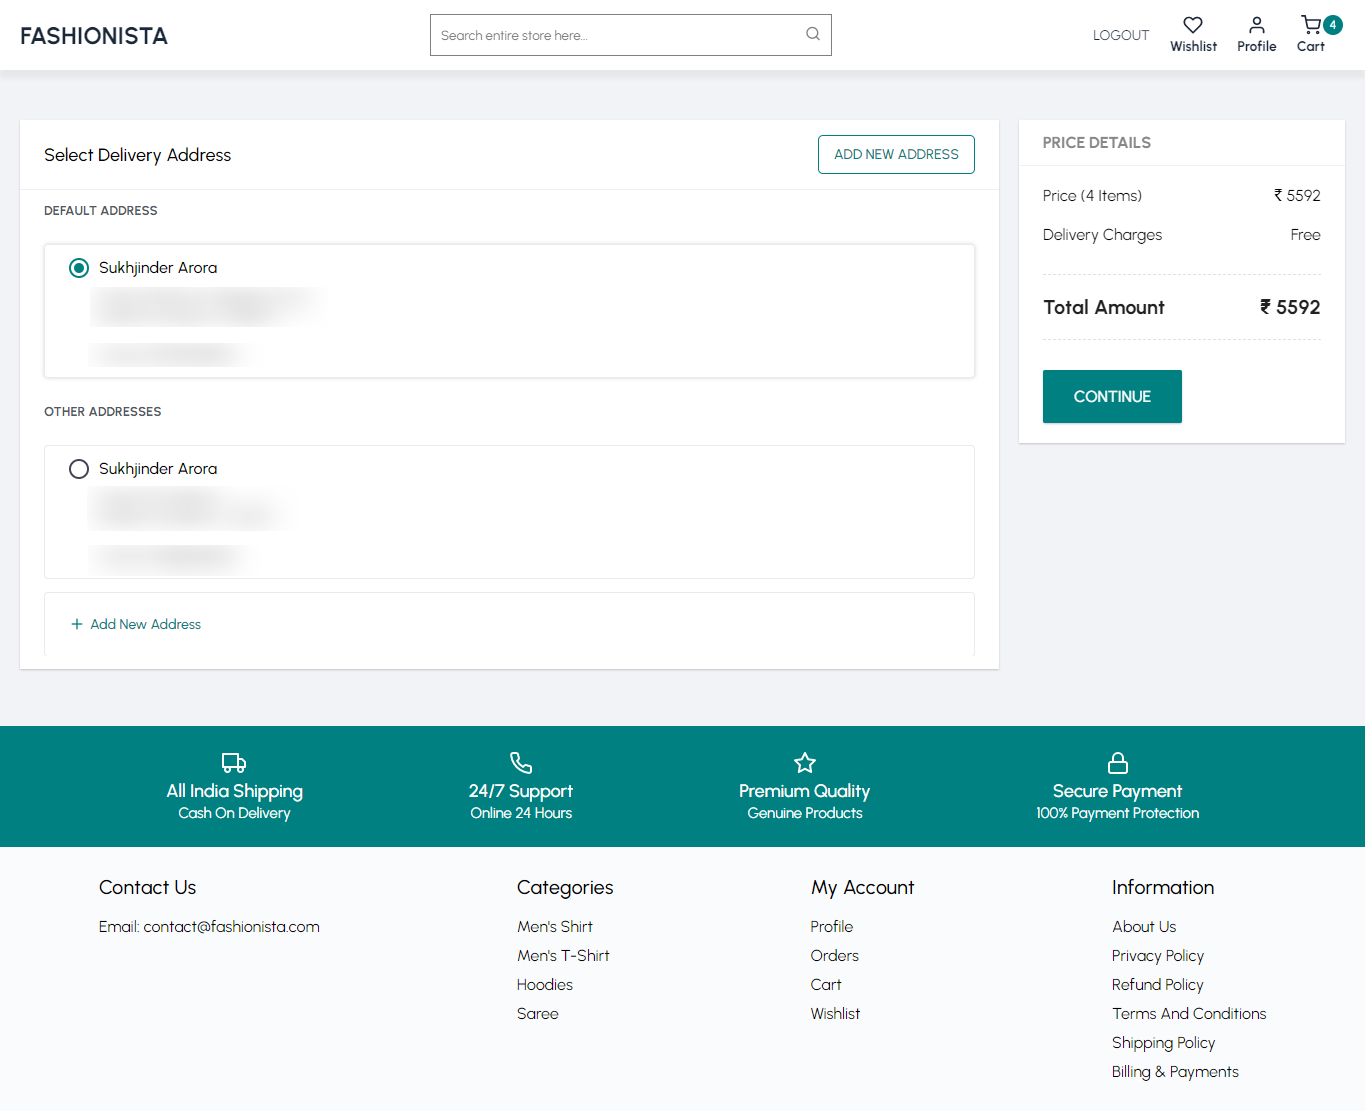 FASHIONISTA
Search entire store here...
LOGOUT
Wishlist
Profile
Cart
4
Select Delivery Address
ADD NEW ADDRESS
DEFAULT ADDRESS
Sukhjinder Arora
OTHER ADDRESSES
Sukhjinder Arora
+ Add New Address
PRICE DETAILS
Price (4 Items) ₹ 5592
Delivery Charges Free
Total Amount ₹ 5592
CONTINUE
All India Shipping
Cash On Delivery
24/7 Support
Online 24 Hours
Premium Quality
Genuine Products
Secure Payment
100% Payment Protection
Contact Us
Email: contact@fashionista.com
Categories
Men's Shirt
Men's T-Shirt
Hoodies
Saree
My Account
Profile
Orders
Cart
Wishlist
Information
About Us
Privacy Policy
Refund Policy
Terms And Conditions
Shipping Policy
Billing & Payments